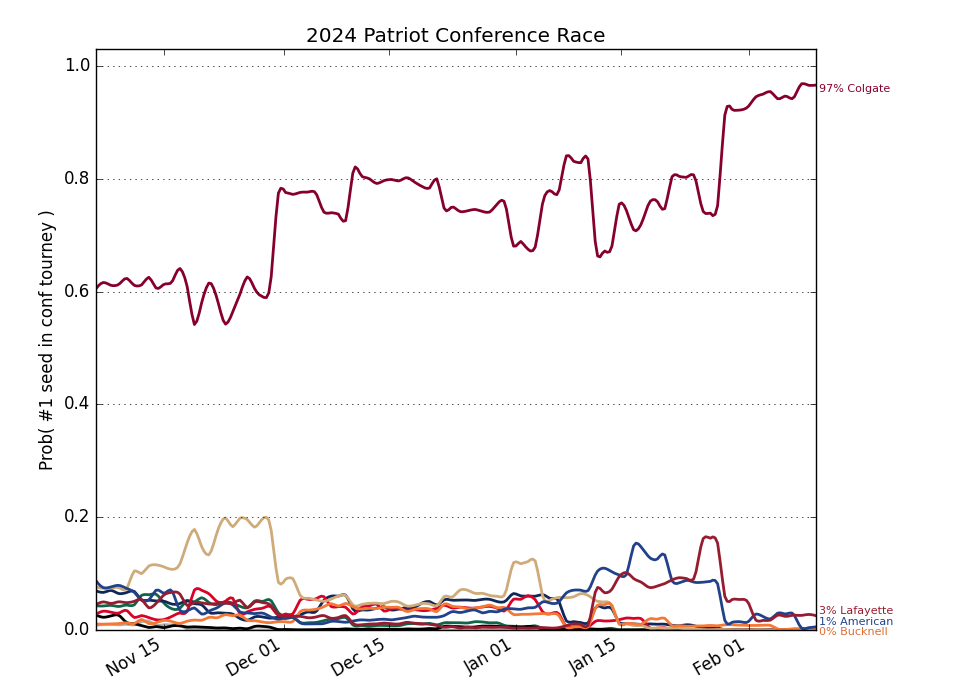 2024 Patriot Conference Race
Prob( #1 seed in conf tourney )
1.0
0.8
0.6
0.4
0.2
0.0
97% Colgate
3% Lafayette
1% American
0% Bucknell
Nov 15
Dec 01
Dec 15
Jan 01
Jan 15
Feb 01